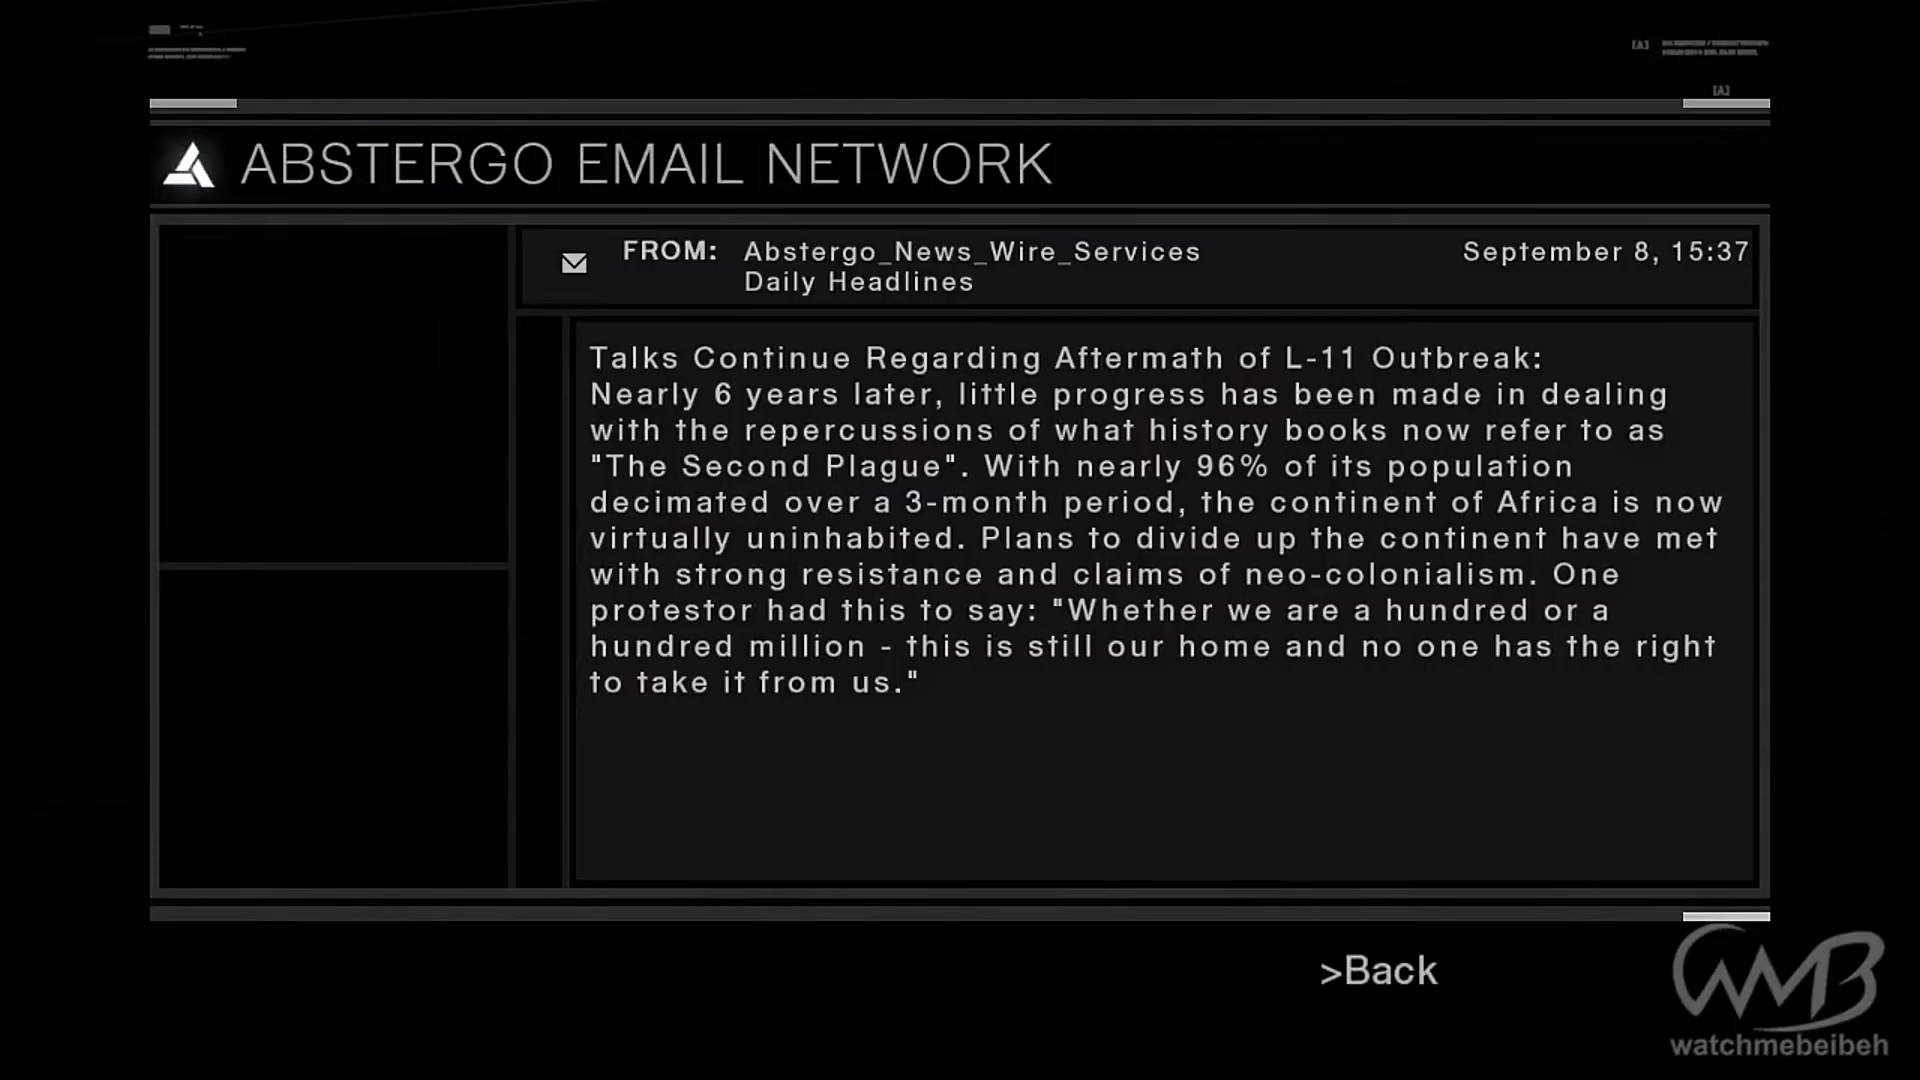 [A]
[A]
ABSTERGO EMAIL NETWORK
FROM: Abstergo_News_Wire_Services September 8, 15:37
Daily Headlines
Talks Continue Regarding Aftermath of L-11 Outbreak:
Nearly 6 years later, little progress has been made in dealing
with the repercussions of what history books now refer to as
"The Second Plague". With nearly 96% of its population
decimated over a 3-month period, the continent of Africa is now
virtually uninhabited. Plans to divide up the continent have met
with strong resistance and claims of neo-colonialism. One
protestor had this to say: "Whether we are a hundred or a
hundred million - this is still our home and no one has the right
to take it from us."
>Back
WMB
watchmebeibeh